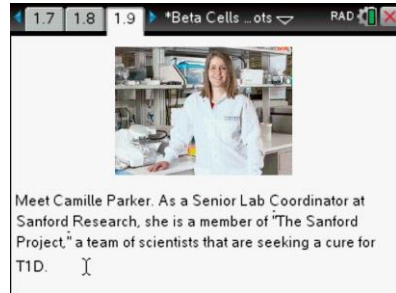 1.7 1.8 1.9 *Beta Cells ...ots RAD
Meet Camille Parker. As a Senior Lab Coordinator at
Sanford Research, she is a member of "The Sanford
Project," a team of scientists that are seeking a cure for
T1D.